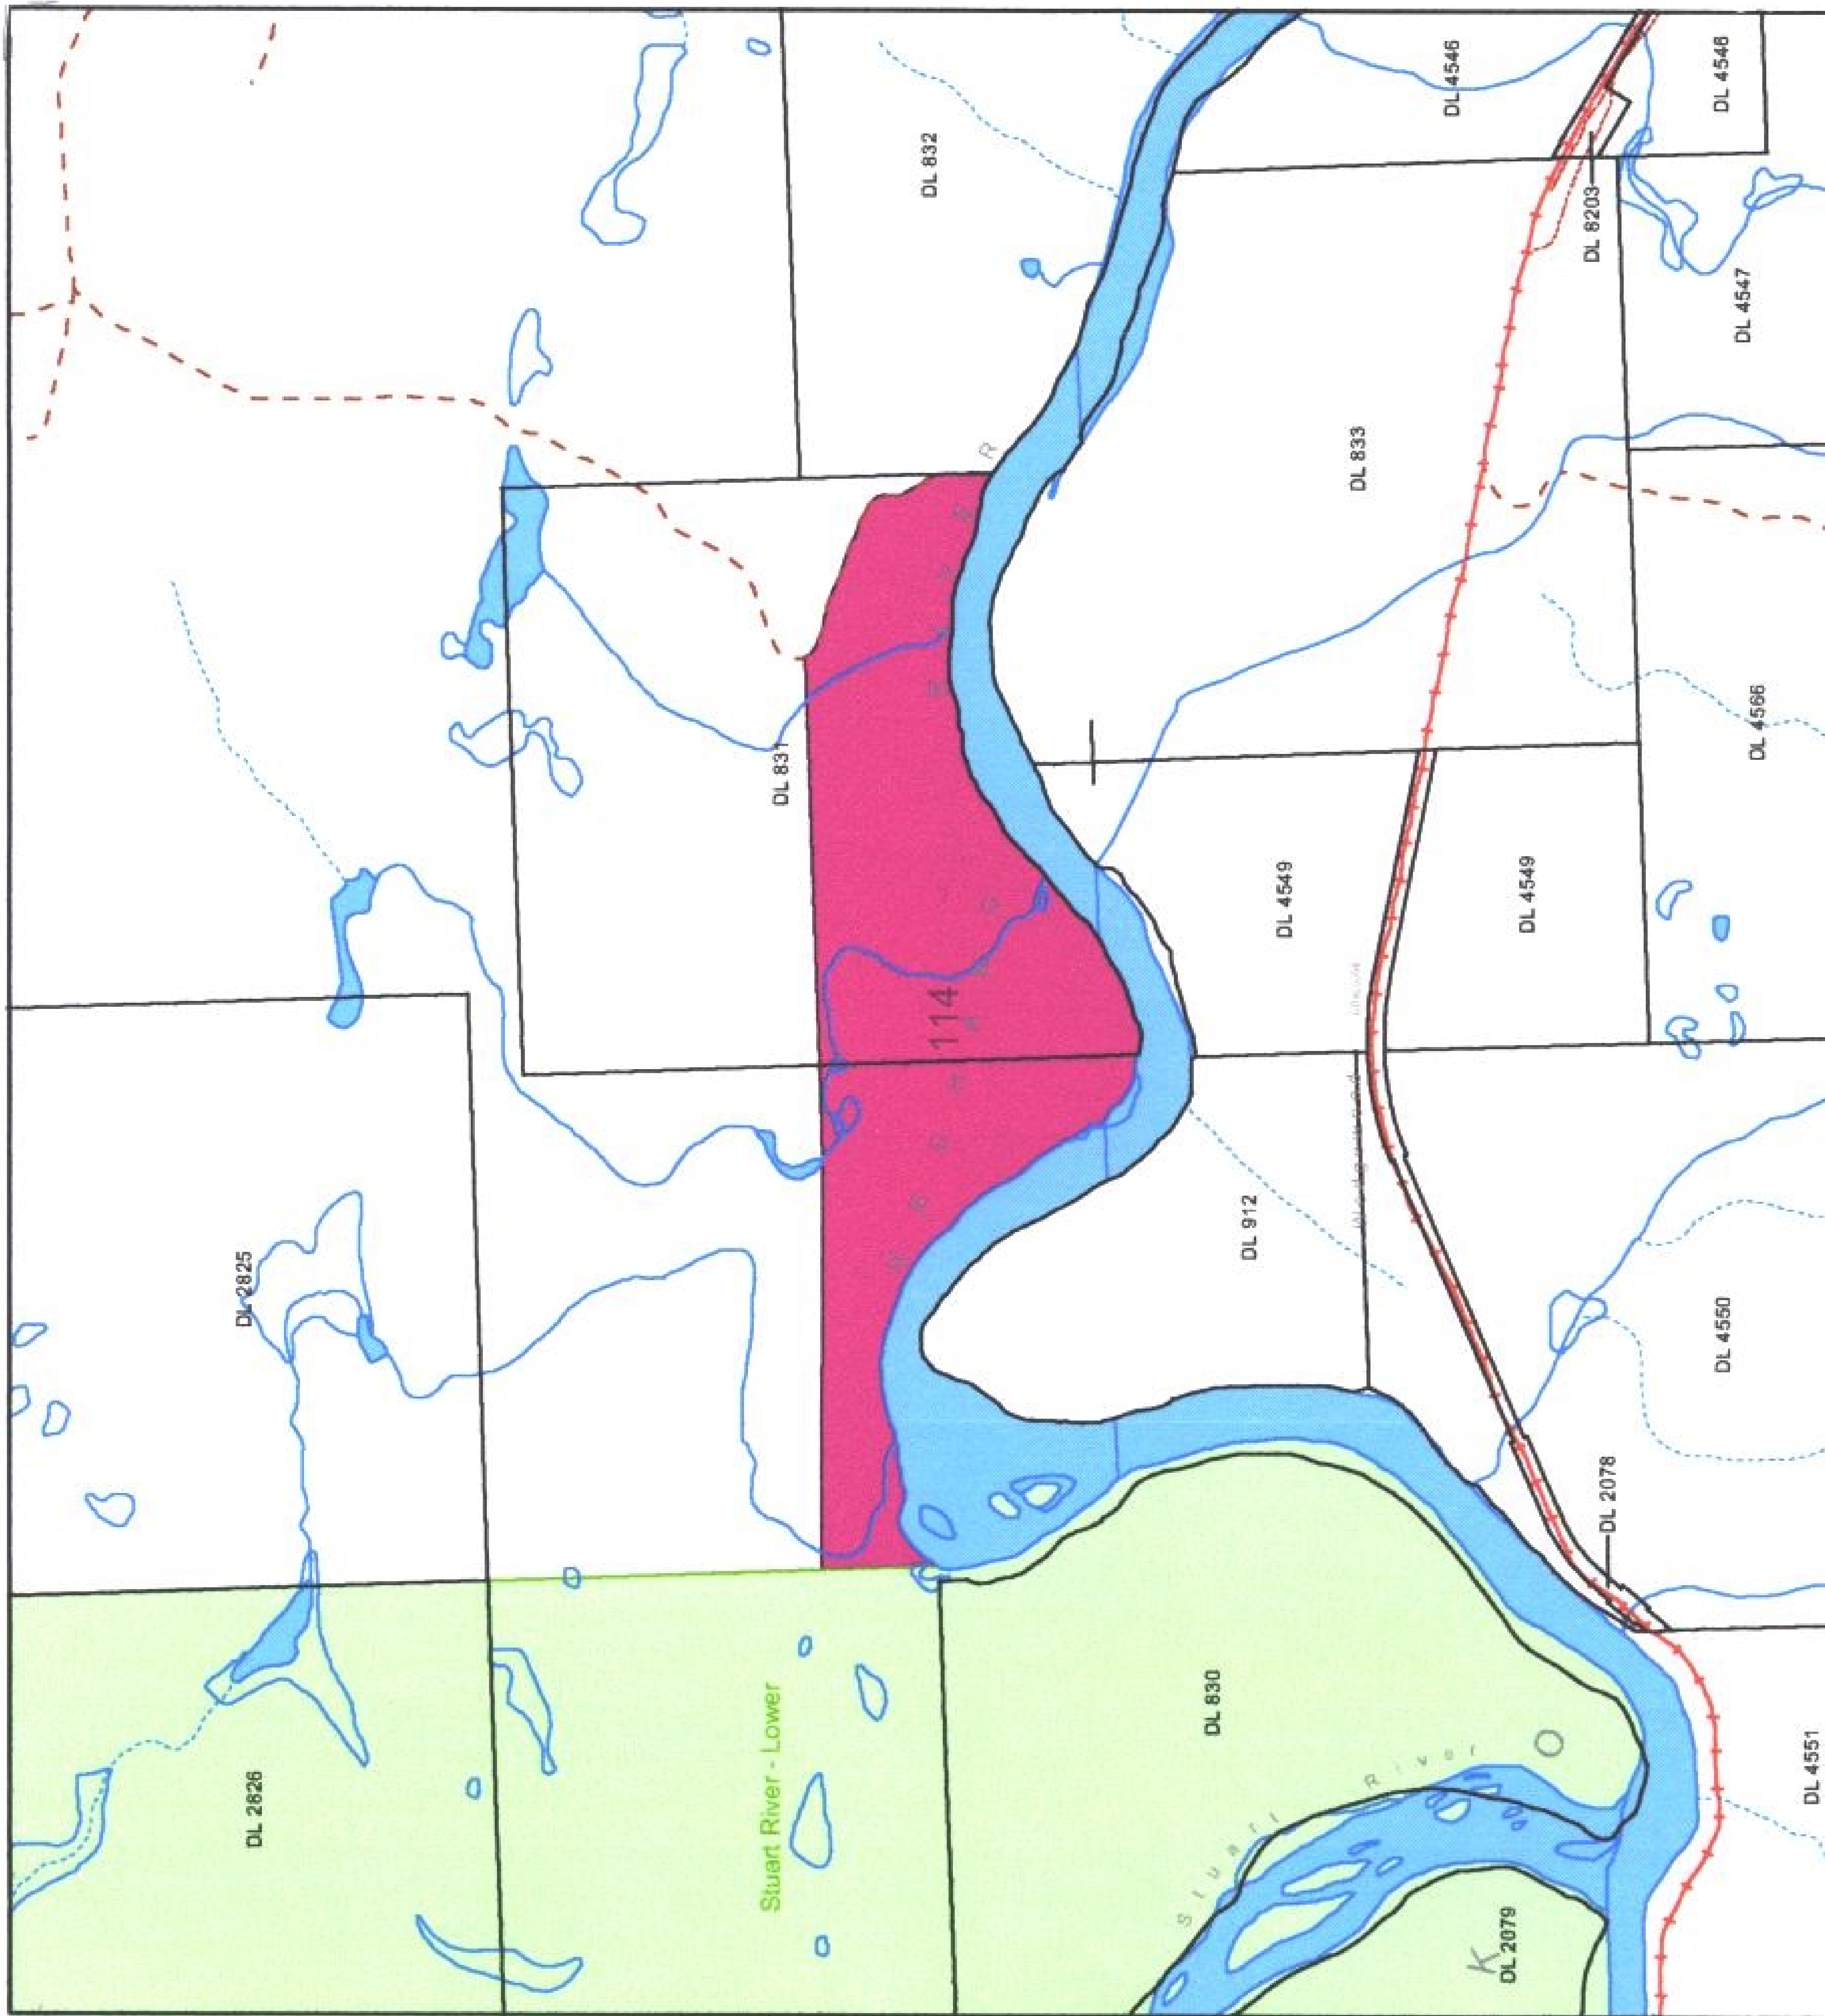 DL 2826
DL 2825
Stuart River - Lower
DL 831
DL 832
114
R
DL 830
Stuart River
O
K
DL 2079
DL 912
DL 4549
DL 833
DL 4546
DL 4549
DL 8203
DL 4546
DL 4547
DL 4566
DL 4550
DL 2078
DL 4551